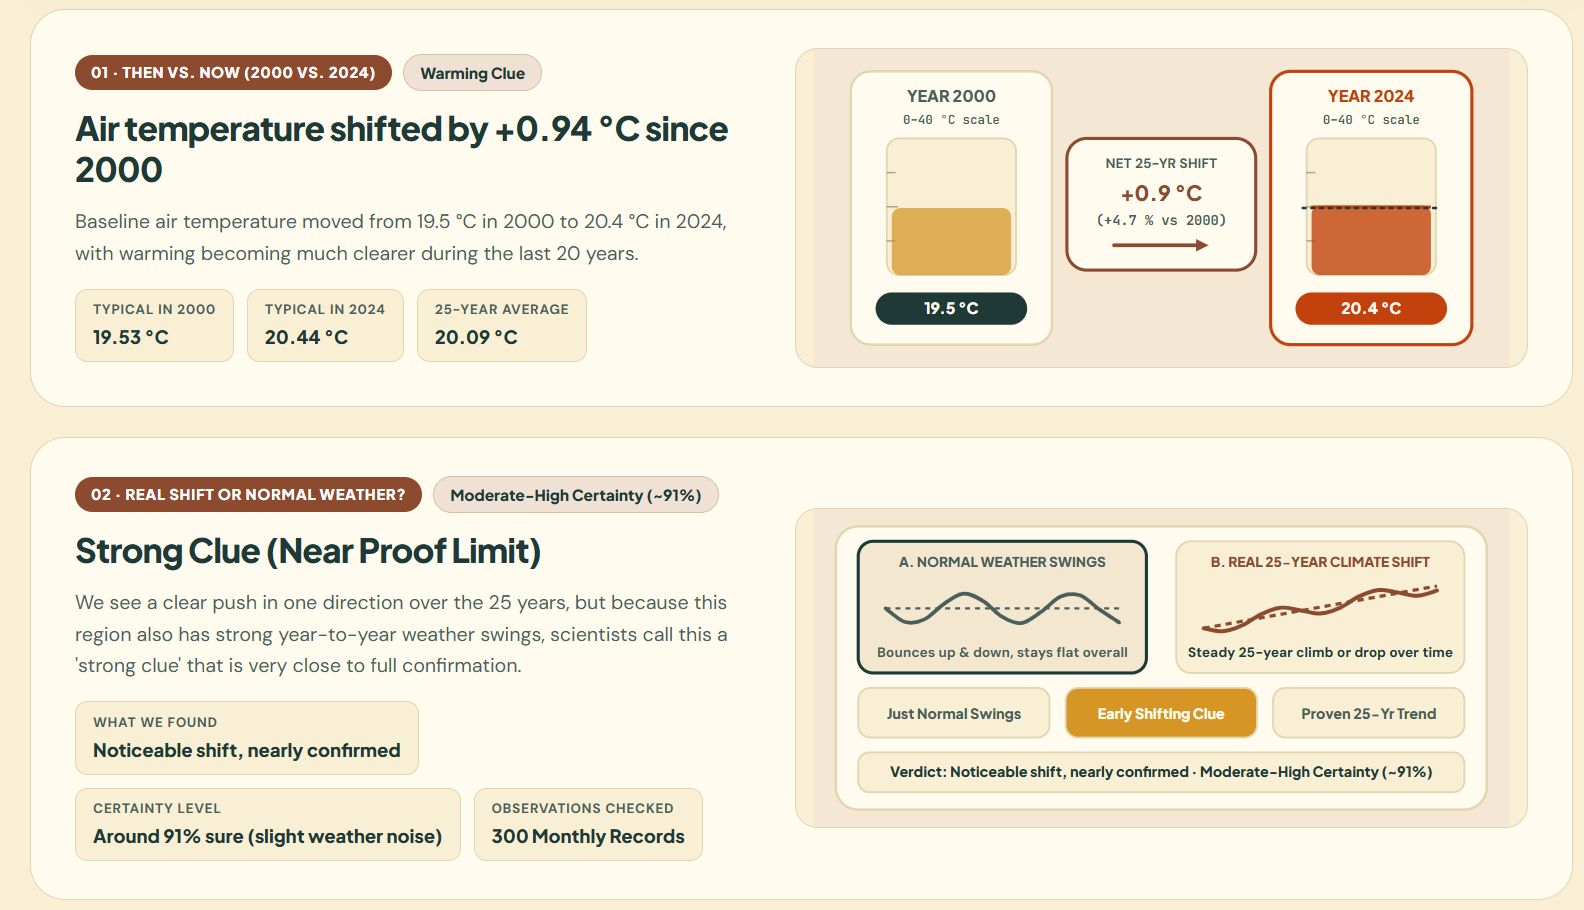 01 · THEN VS. NOW (2000 VS. 2024)
Warming Clue
Air temperature shifted by +0.94 °C since
2000
Baseline air temperature moved from 19.5 °C in 2000 to 20.4 °C in 2024,
with warming becoming much clearer during the last 20 years.
TYPICAL IN 2000
19.53 °C
TYPICAL IN 2024
20.44 °C
25-YEAR AVERAGE
20.09 °C
YEAR 2000
0–40 °C scale
19.5 °C
NET 25-YR SHIFT
+0.9 °C
(+4.7 % vs 2000)
YEAR 2024
0–40 °C scale
20.4 °C
02 · REAL SHIFT OR NORMAL WEATHER?
Moderate-High Certainty (~91%)
Strong Clue (Near Proof Limit)
We see a clear push in one direction over the 25 years, but because this
region also has strong year-to-year weather swings, scientists call this a
'strong clue' that is very close to full confirmation.
WHAT WE FOUND
Noticeable shift, nearly confirmed
CERTAINTY LEVEL
Around 91% sure (slight weather noise)
OBSERVATIONS CHECKED
300 Monthly Records
A. NORMAL WEATHER SWINGS
Bounces up & down, stays flat overall
B. REAL 25-YEAR CLIMATE SHIFT
Steady 25-year climb or drop over time
Just Normal Swings
Early Shifting Clue
Proven 25-Yr Trend
Verdict: Noticeable shift, nearly confirmed · Moderate-High Certainty (~91%)